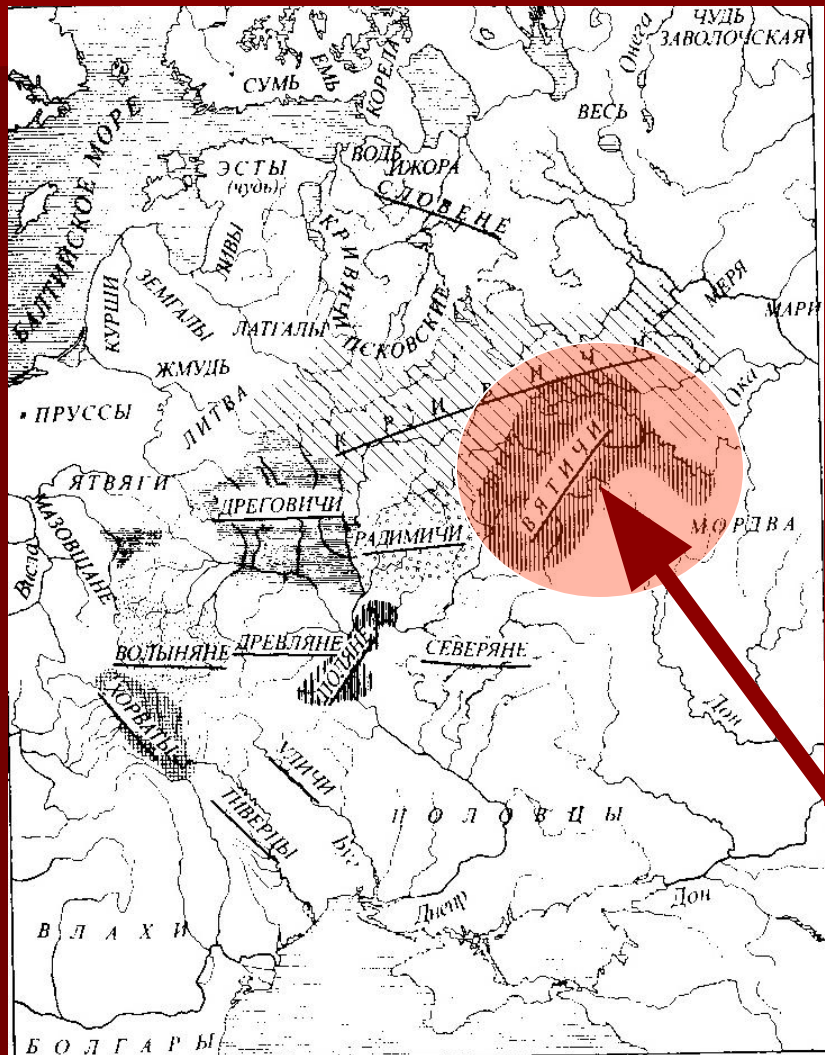 ЧУДЬ
ЗАВОЛОЧСКАЯ
Онега
ЕМЬ
СУМЬ
КОРЕЛА
ВЕСЬ
БАЛТИЙСКОЕ МОРЕ
ВОДЬ
ИЖОРА
ЭСТЫ
(чудь)
СЛОВЕНЕ
ЛИВЫ
КРИВИЧИ ПСКОВСКИЕ
КУРШИ
ЗЕМГАЛЫ
ЛАТГАЛЫ
МЕРЯ
МАРИ
ЖМУДЬ
ЛИТВА
КРИВИЧИ
Ока
ПРУССЫ
ВЯТИЧИ
ЯТВЯГИ
ДРЕГОВИЧИ
РАДИМИЧИ
МОРДВА
МАЗОВШАНЕ
Висла
ВОЛЫНЯНЕ
ДРЕВЛЯНЕ
ПОЛЯНЕ
СЕВЕРЯНЕ
Дон
ХОРВАТЫ
УЛИЧИ
ТИВЕРЦЫ
ПОЛОВЦЫ
Днепр
Дон
ВЛАХИ
БОЛГАРЫ